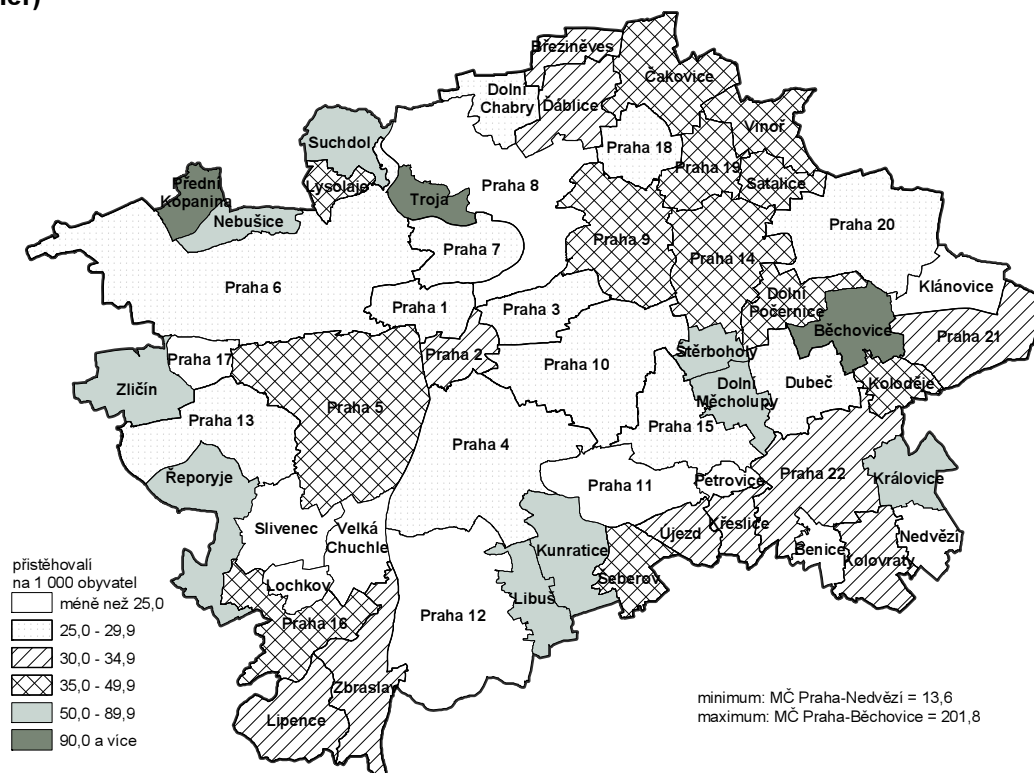 Březiněves
Čakovice
Dolní
Chabry
Ďáblice
Vinoř
Suchdol
Praha 18
Praha 19
Satalice
Lysolaje
Přední
Kopanina
Troja
Praha 8
Nebušice
Praha 20
Praha 9
Praha 7
Praha 14
Praha 6
Klánovice
Praha 1
Praha 3
Dolní
Počernice
Běchovice
Praha 21
Praha 17
Praha 2
Štěrboholy
Praha 10
Dubeč
Koloděje
Zličín
Dolní
Měcholupy
Praha 5
Praha 13
Praha 4
Praha 15
Řeporyje
Praha 11
Petrovice
Praha 22
Královice
Slivenec
Velká
Chuchle
Újezd
Křeslice
Nedvězí
Kunratice
Benice
Kolovraty
Šeberov
Lochkov
Libuš
Praha 12
Praha 16
Zbraslav
Lipence
přistěhovalí
na 1 000 obyvatel
méně než 25,0
25,0 - 29,9
30,0 - 34,9
35,0 - 49,9
50,0 - 89,9
90,0 a více
minimum: MČ Praha-Nedvězí = 13,6
maximum: MČ Praha-Běchovice = 201,8